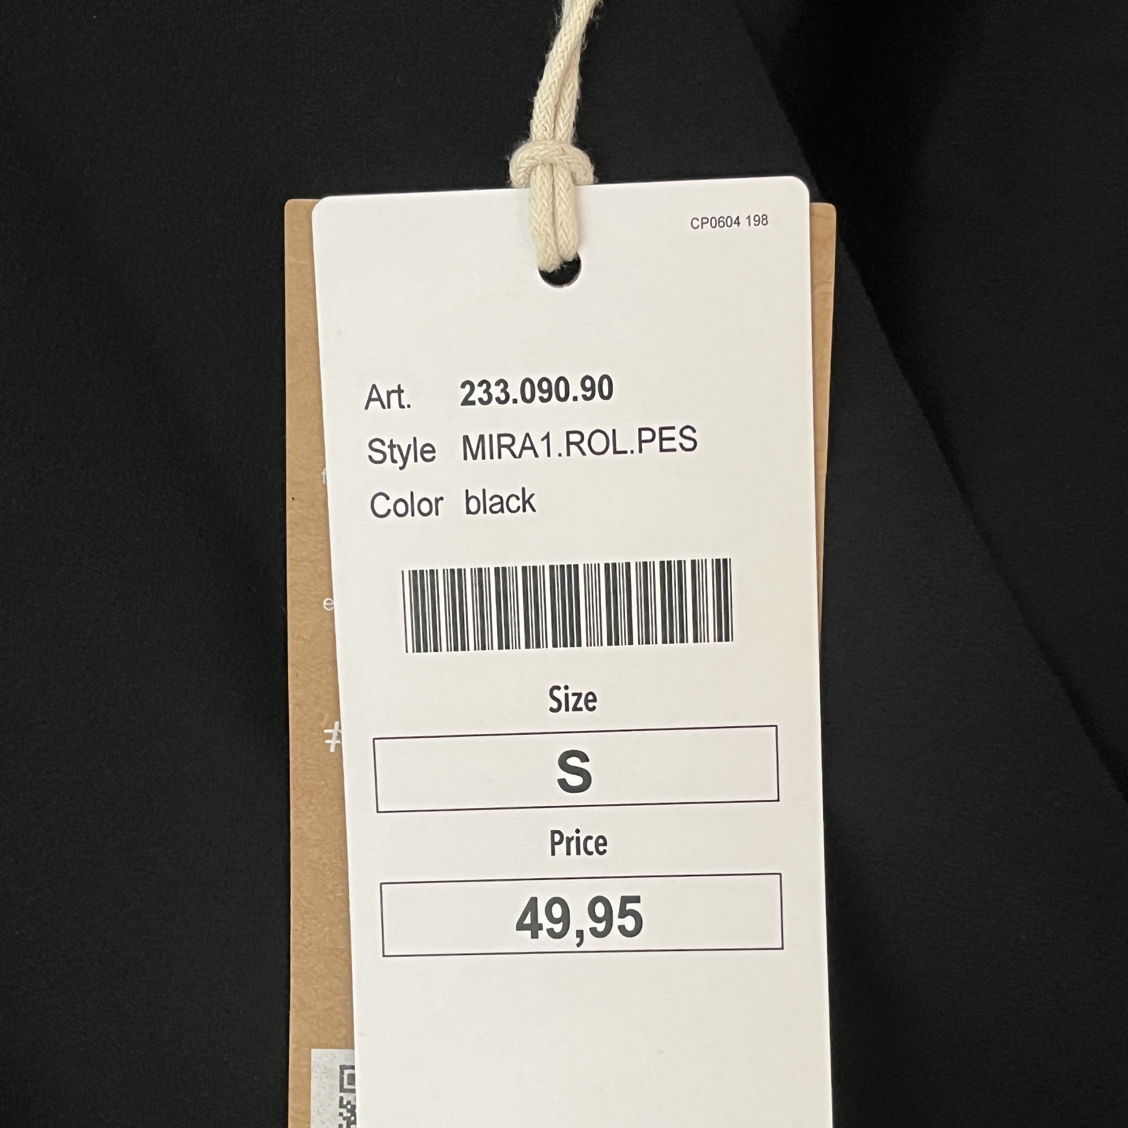 CP0604 198
Art. 233.090.90
Style MIRA1.ROL.PES
Color black
Size
S
Price
49,95
e
#